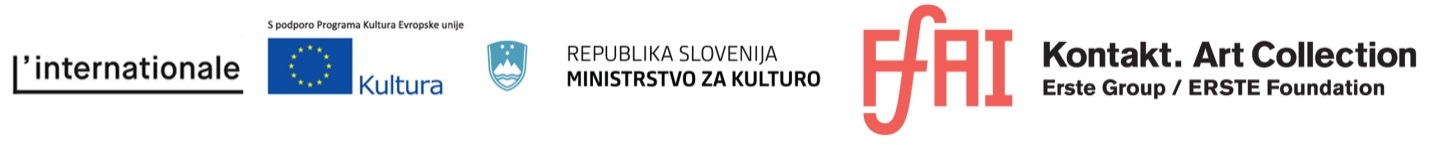 L'internationale
S podporo Programa Kultura Evropske unije
Kultura
REPUBLIKA SLOVENIJA
MINISTRSTVO ZA KULTURO
FfAI
Kontakt. Art Collection
Erste Group / ERSTE Foundation